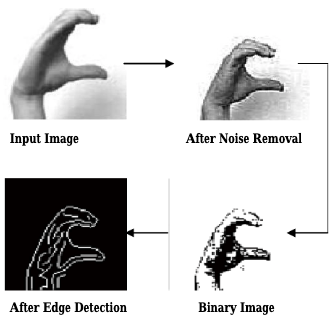 Input Image
After Noise Removal
After Edge Detection
Binary Image